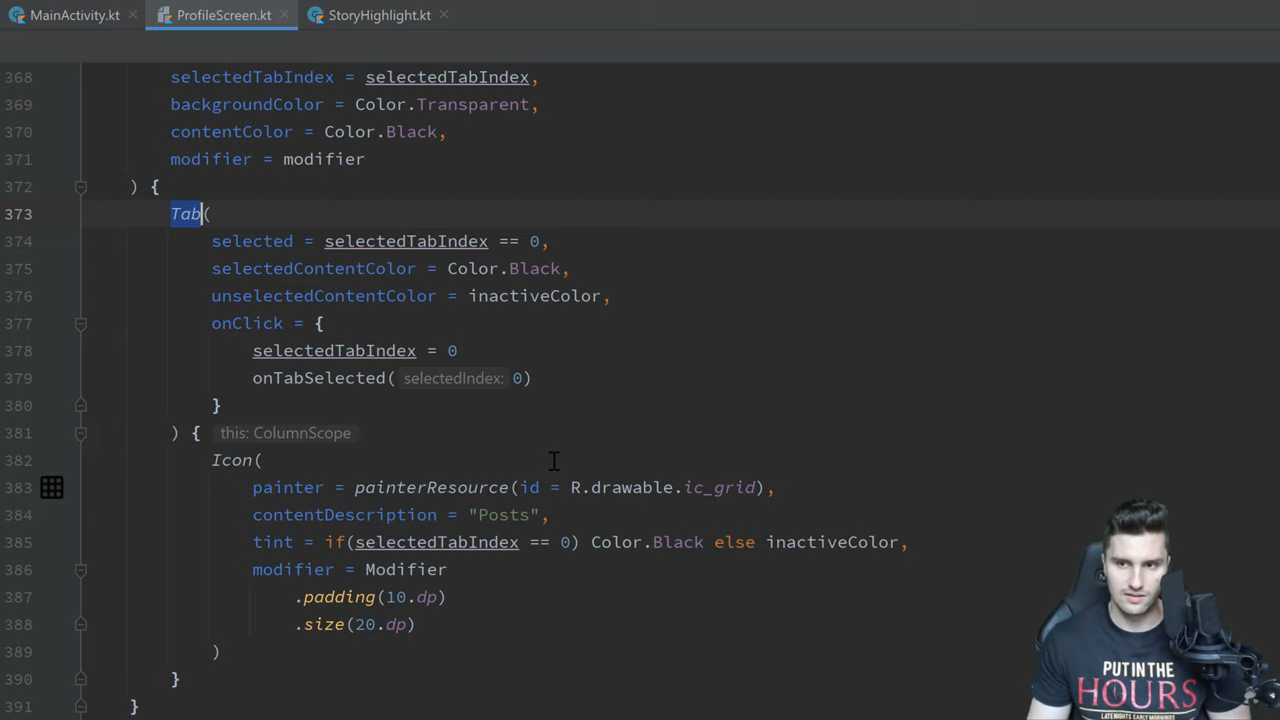 MainActivity.kt
ProfileScreen.kt
StoryHighlight.kt
368 selectedTabIndex = selectedTabIndex,
369 backgroundColor = Color.Transparent,
370 contentColor = Color.Black,
371 modifier = modifier
372 ) {
373 Tab(
374 selected = selectedTabIndex == 0,
375 selectedContentColor = Color.Black,
376 unselectedContentColor = inactiveColor,
377 onClick = {
378 selectedTabIndex = 0
379 onTabSelected( selectedIndex: 0)
380 }
381 ) { this: ColumnScope
382 Icon(
383 painter = painterResource(id = R.drawable.ic_grid),
384 contentDescription = "Posts",
385 tint = if(selectedTabIndex == 0) Color.Black else inactiveColor,
386 modifier = Modifier
387 .padding(10.dp)
388 .size(20.dp)
389 )
390 }
391 }
PUT IN THE
HOURS
LATE NIGHTS EARLY MORNINGS